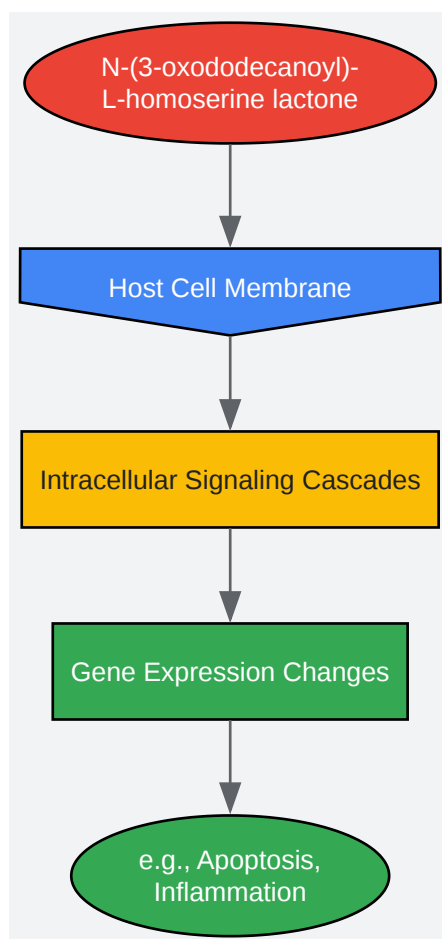 N-(3-oxododecanoyl)-
L-homoserine lactone
Host Cell Membrane
Intracellular Signaling Cascades
Gene Expression Changes
e.g., Apoptosis,
Inflammation